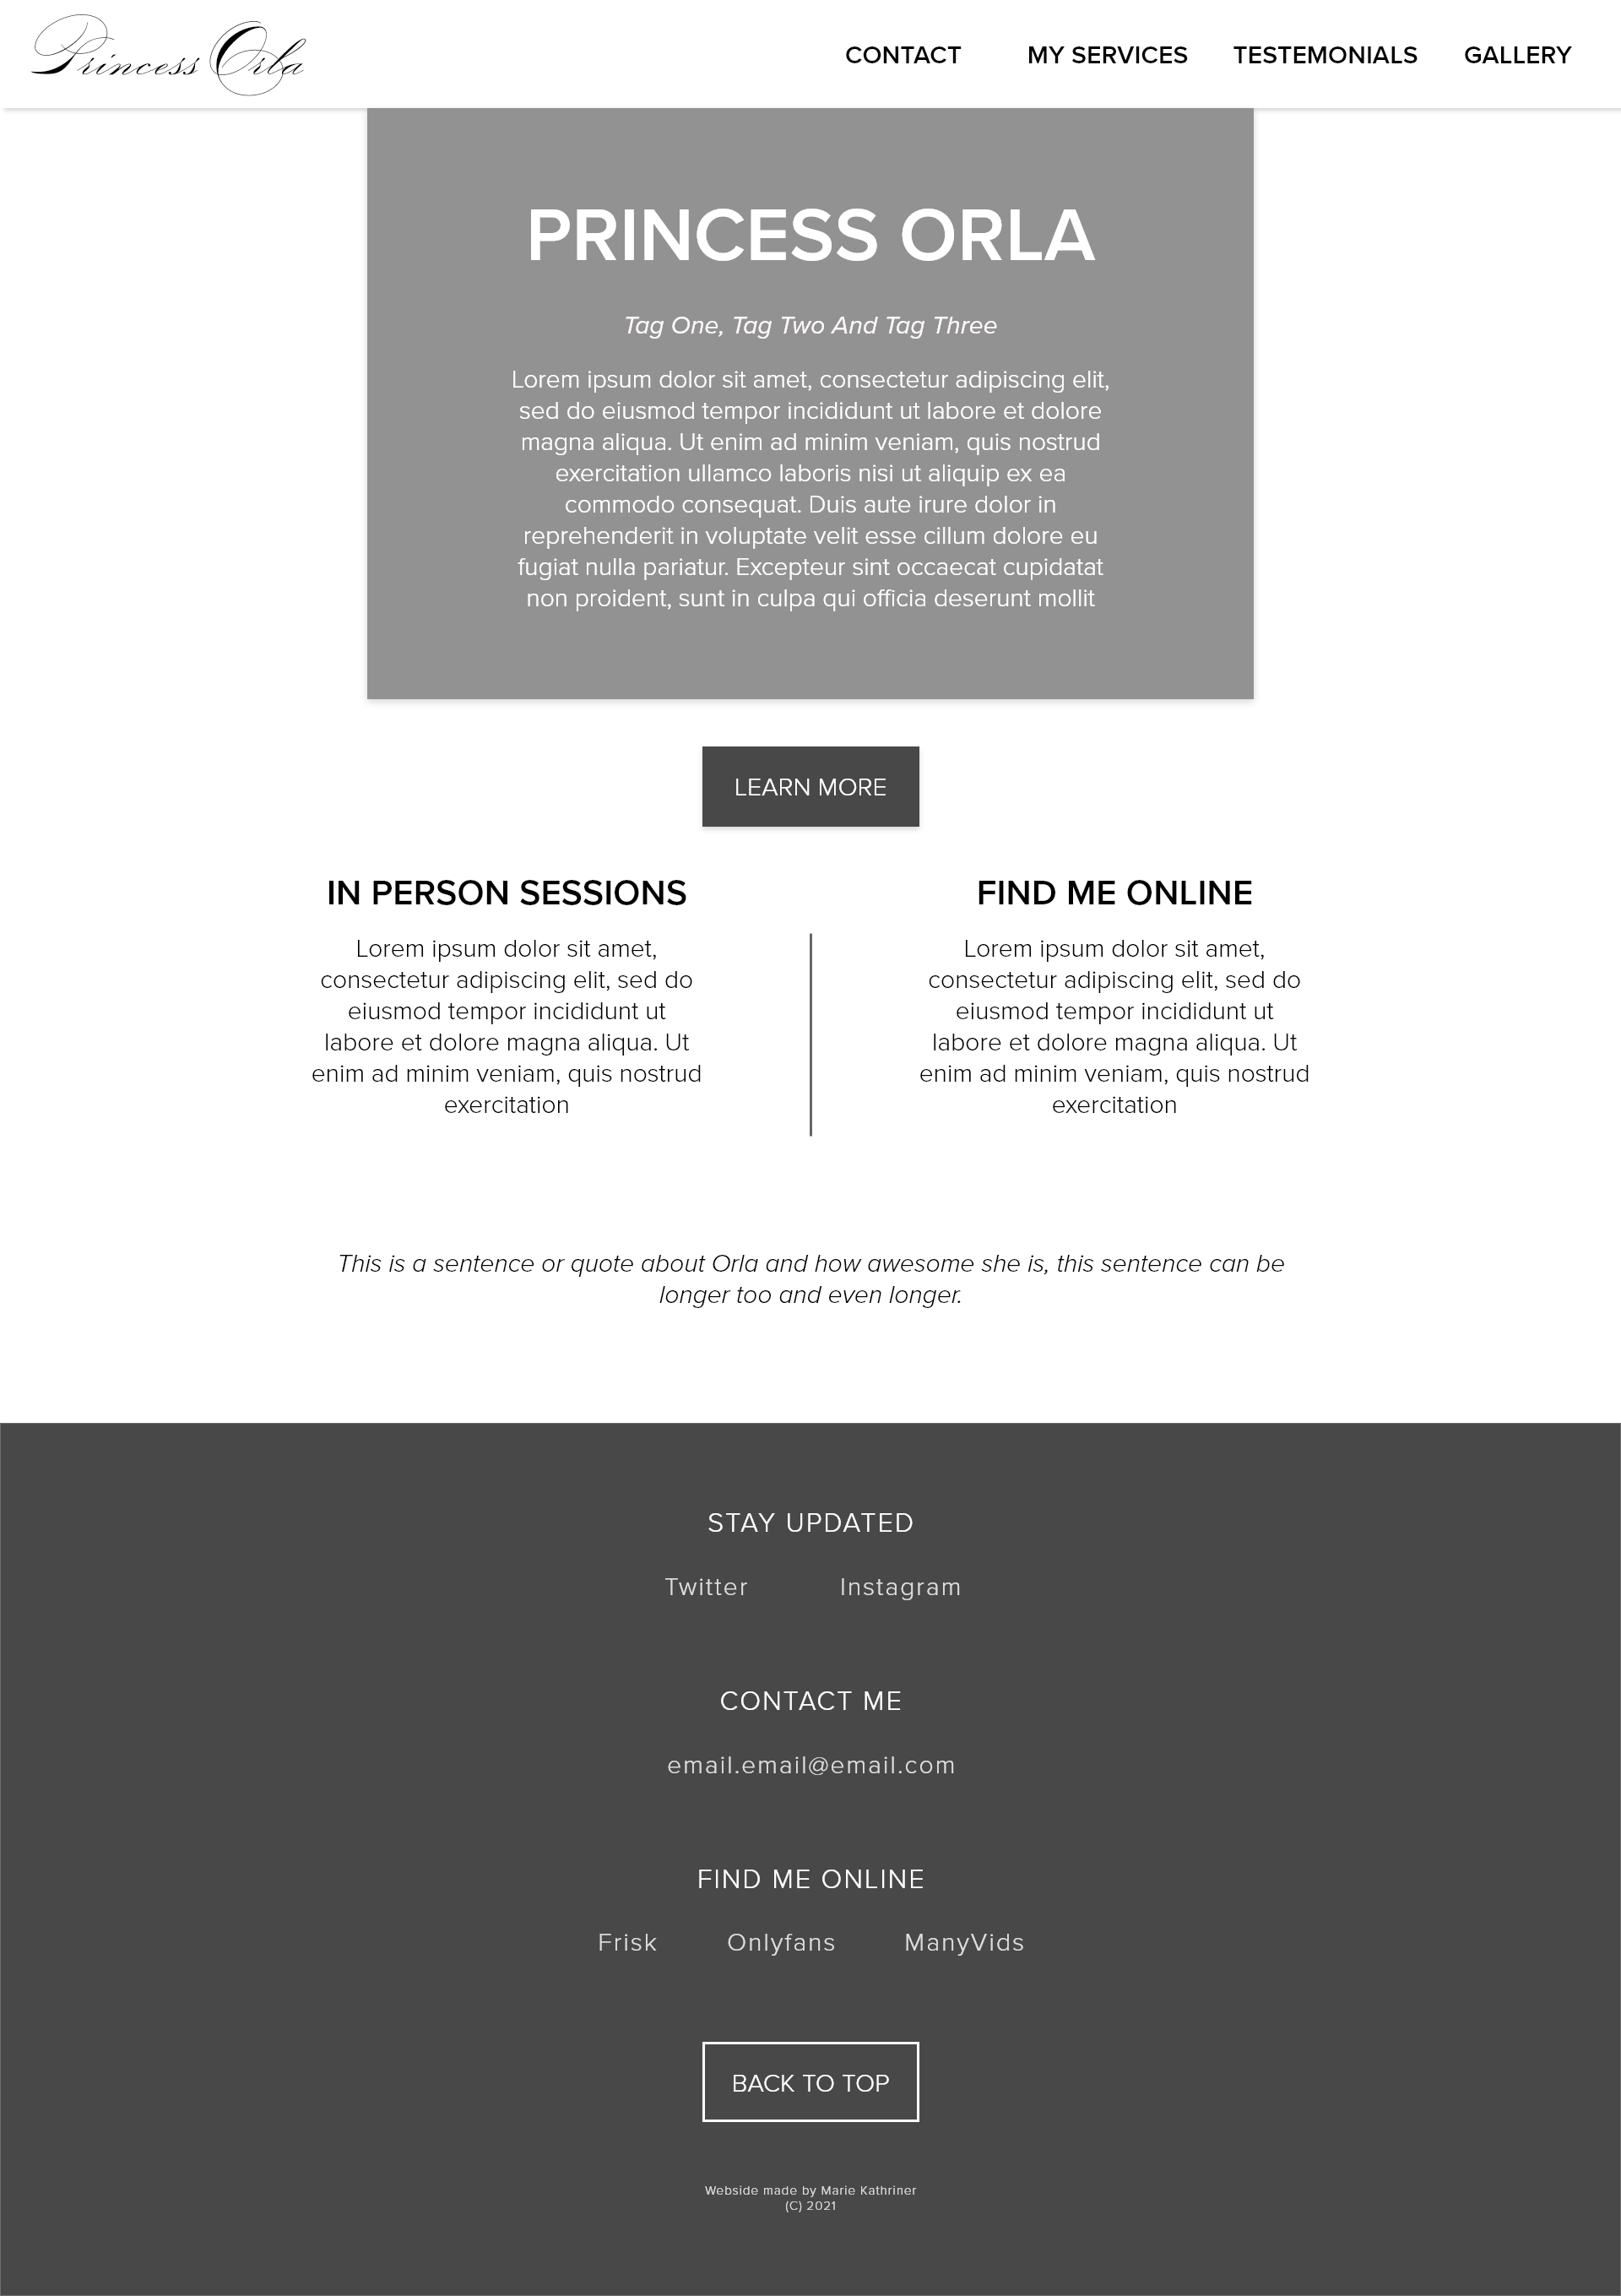 Princess Orla
CONTACT MY SERVICES TESTEMONIALS GALLERY
PRINCESS ORLA
Tag One, Tag Two And Tag Three
Lorem ipsum dolor sit amet, consectetur adipiscing elit,
sed do eiusmod tempor incididunt ut labore et dolore
magna aliqua. Ut enim ad minim veniam, quis nostrud
exercitation ullamco laboris nisi ut aliquip ex ea
commodo consequat. Duis aute irure dolor in
reprehenderit in voluptate velit esse cillum dolore eu
fugiat nulla pariatur. Excepteur sint occaecat cupidatat
non proident, sunt in culpa qui officia deserunt mollit
LEARN MORE
IN PERSON SESSIONS
Lorem ipsum dolor sit amet,
consectetur adipiscing elit, sed do
eiusmod tempor incididunt ut
labore et dolore magna aliqua. Ut
enim ad minim veniam, quis nostrud
exercitation
FIND ME ONLINE
Lorem ipsum dolor sit amet,
consectetur adipiscing elit, sed do
eiusmod tempor incididunt ut
labore et dolore magna aliqua. Ut
enim ad minim veniam, quis nostrud
exercitation
This is a sentence or quote about Orla and how awesome she is, this sentence can be
longer too and even longer.
STAY UPDATED
Twitter Instagram
CONTACT ME
email.email@email.com
FIND ME ONLINE
Frisk Onlyfans ManyVids
BACK TO TOP
Webside made by Marie Kathriner
(C) 2021